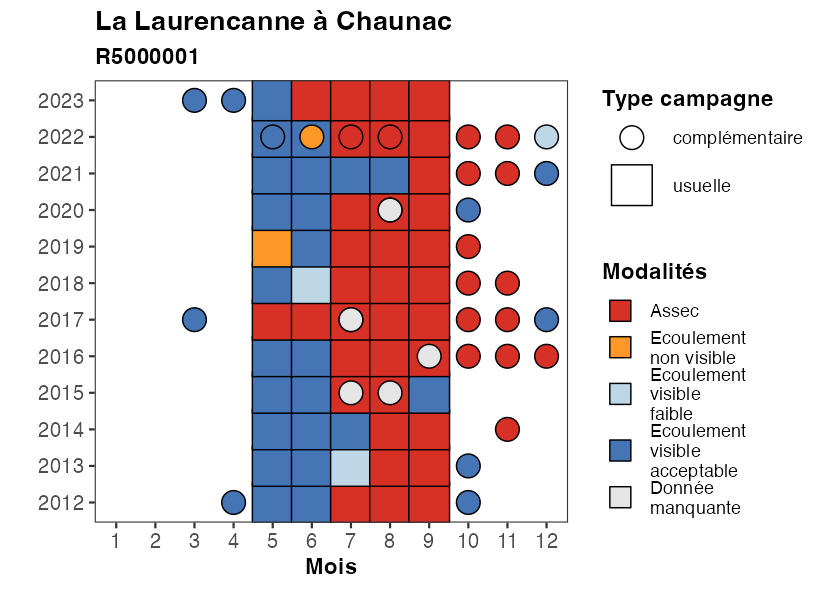 La Laurencanne à Chaunac
R5000001
2023
2022
2021
2020
2019
2018
2017
2016
2015
2014
2013
2012
1 2 3 4 5 6 7 8 9 10 11 12
Mois
Type campagne
complémentaire
usuelle
Modalités
Assec
Ecoulement
non visible
Ecoulement
visible
faible
Ecoulement
visible
acceptable
Donnée
manquante